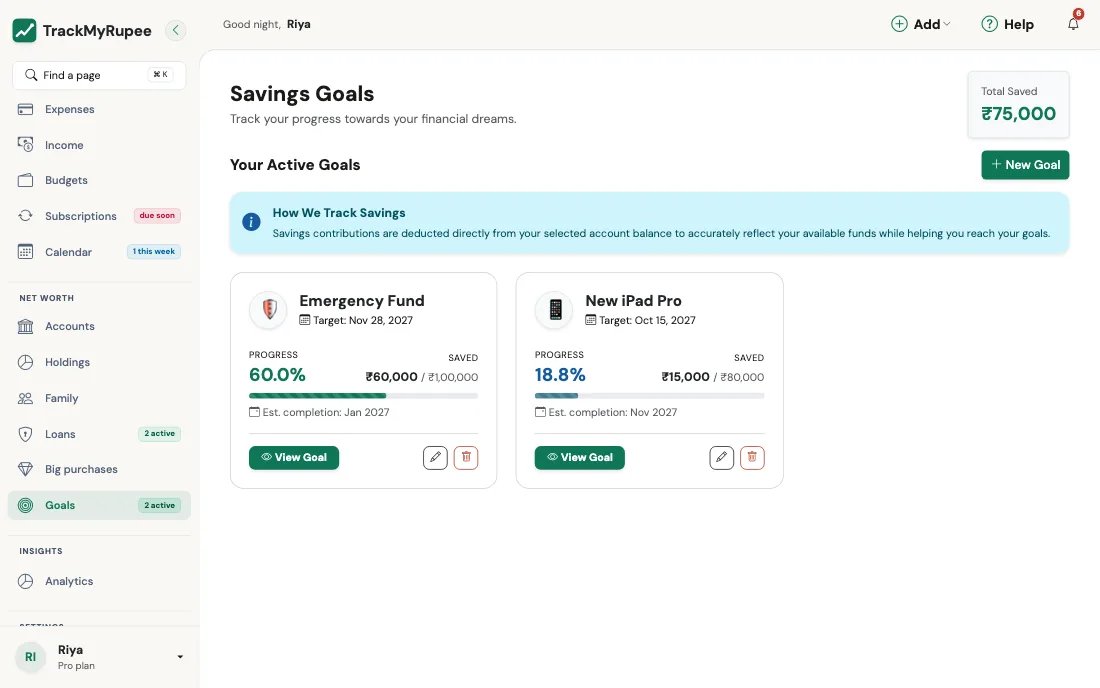 TrackMyRupee
Find a page
⌘ K
Expenses
Income
Budgets
Subscriptions due soon
Calendar 1 this week
NET WORTH
Accounts
Holdings
Family
Loans 2 active
Big purchases
Goals 2 active
INSIGHTS
Analytics
SETTINGS
RI
Riya
Pro plan
Good night, Riya
Add
Help
6
Savings Goals
Track your progress towards your financial dreams.
Total Saved
₹75,000
Your Active Goals
+ New Goal
How We Track Savings
Savings contributions are deducted directly from your selected account balance to accurately reflect your available funds while helping you reach your goals.
Emergency Fund
Target: Nov 28, 2027
PROGRESS SAVED
60.0% ₹60,000 / ₹1,00,000
Est. completion: Jan 2027
View Goal
New iPad Pro
Target: Oct 15, 2027
PROGRESS SAVED
18.8% ₹15,000 / ₹80,000
Est. completion: Nov 2027
View Goal